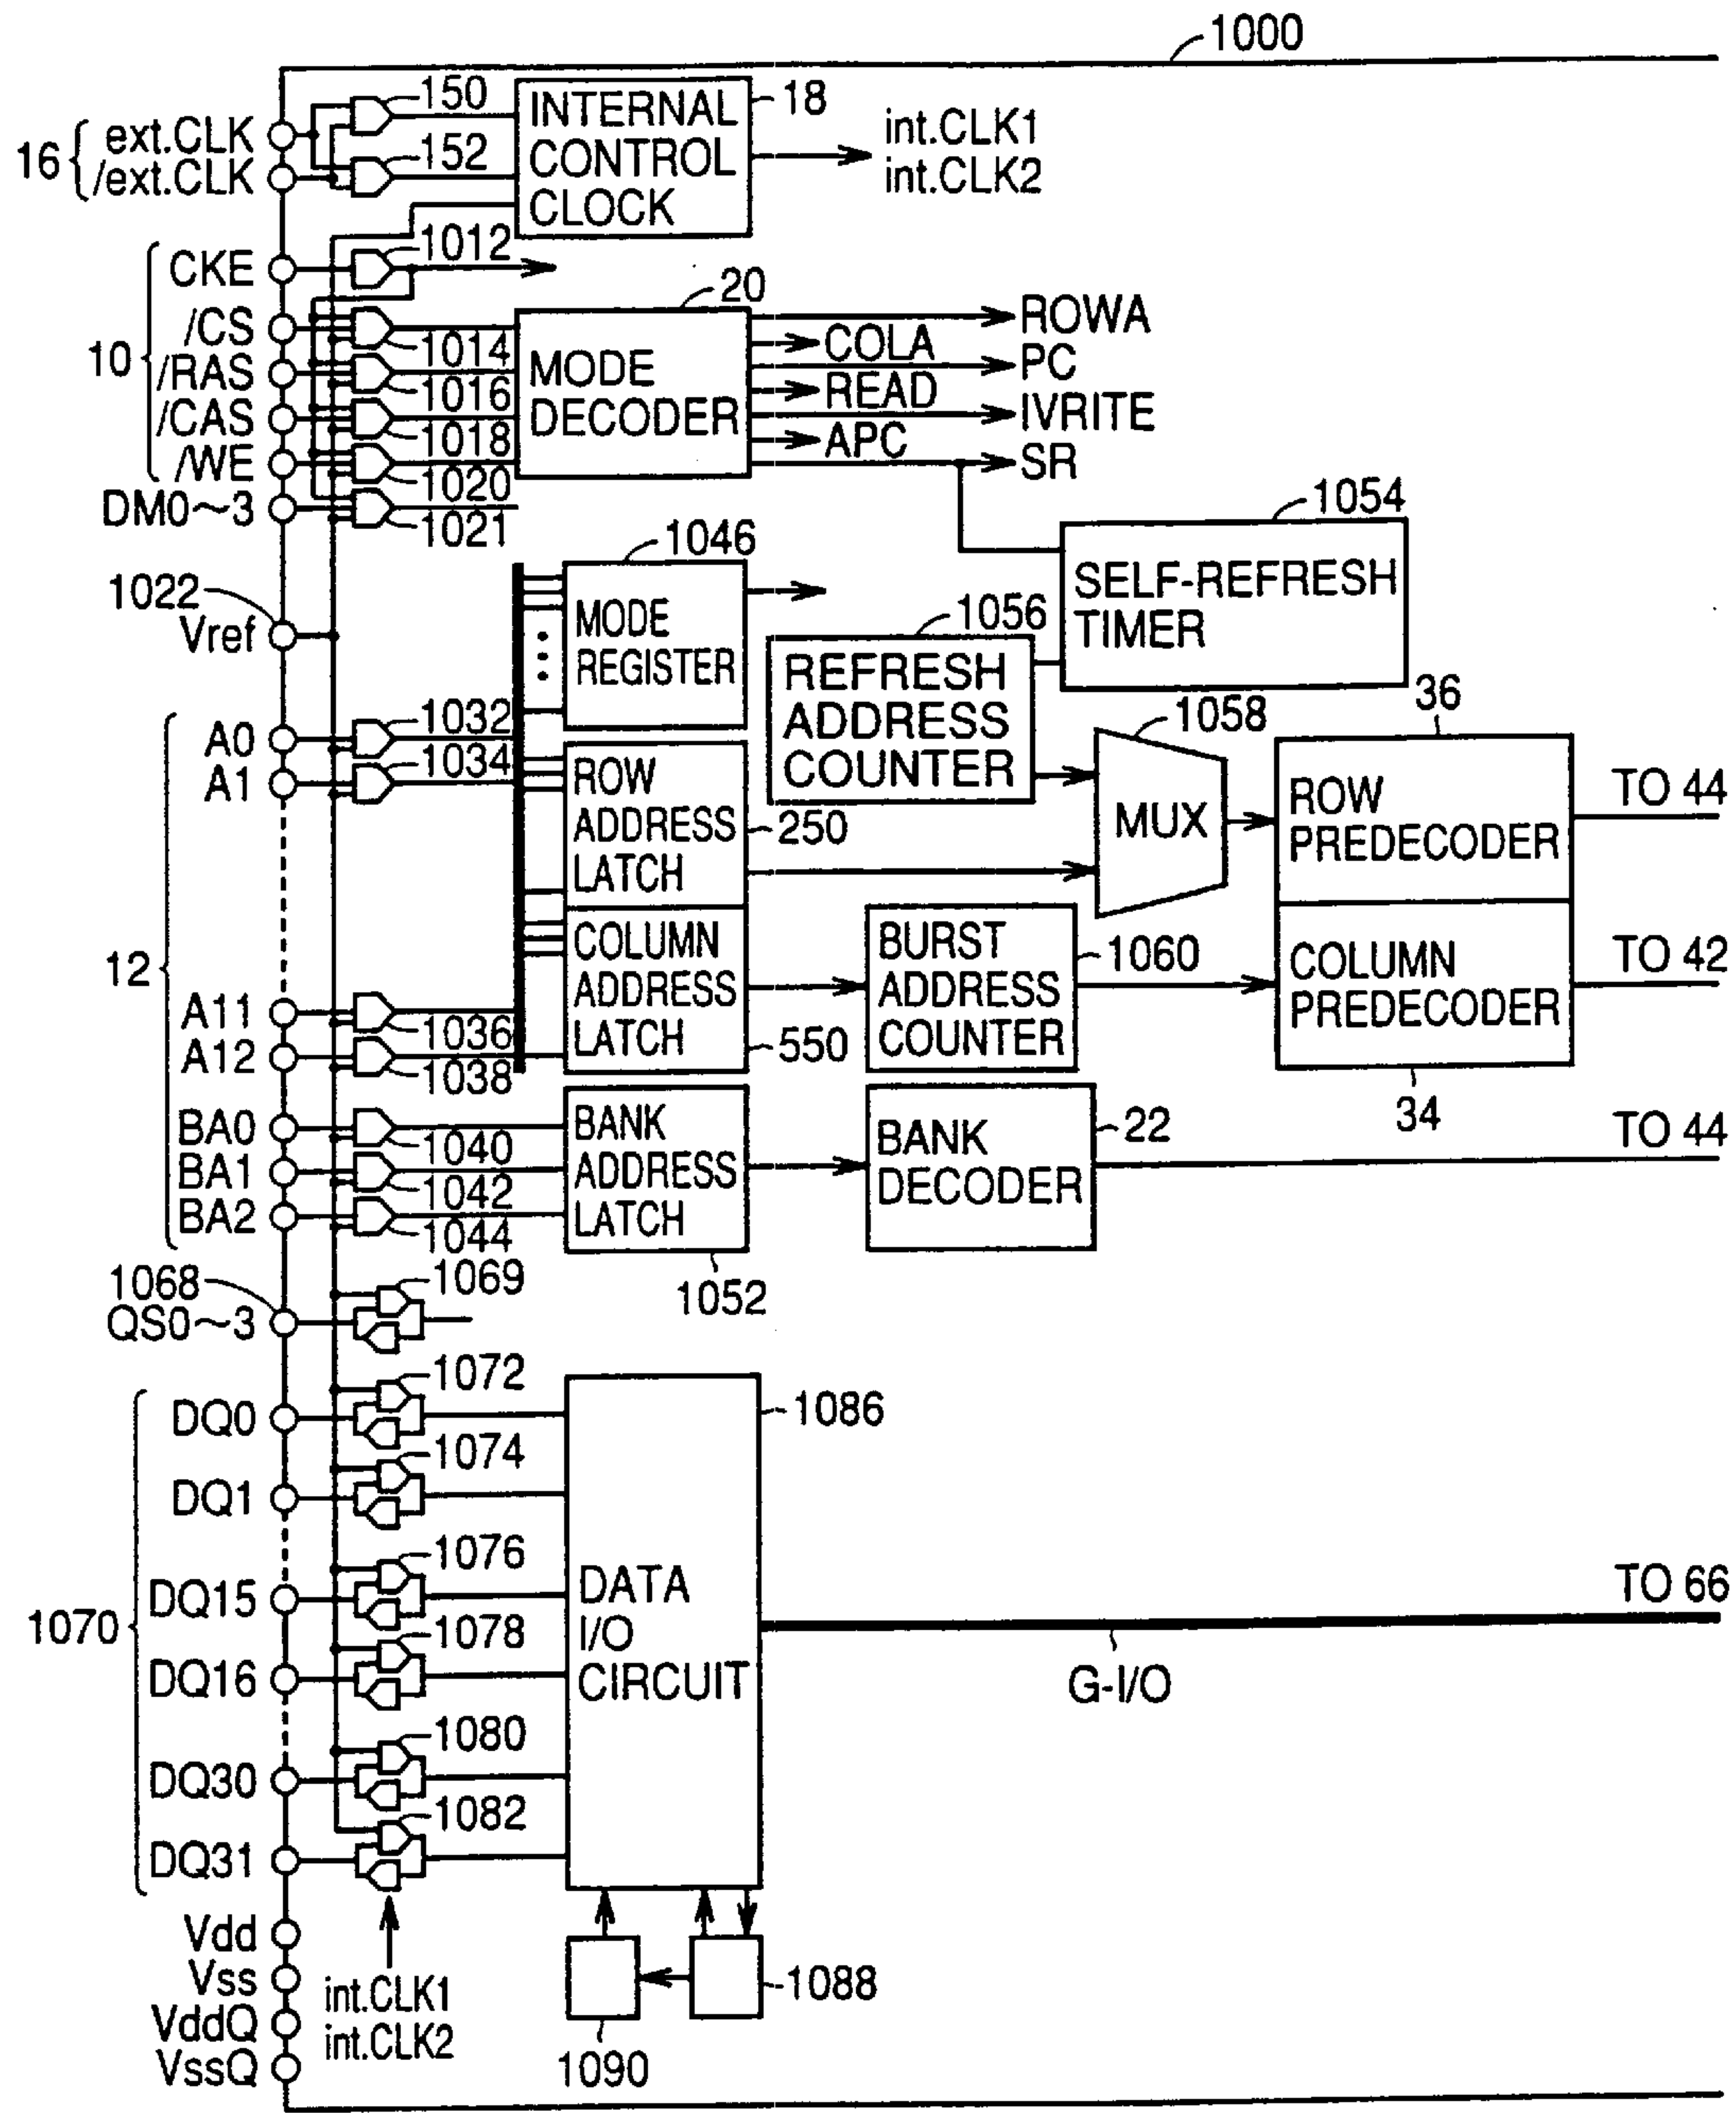 1000
16
ext.CLK
/ext.CLK
150
152
INTERNAL
CONTROL
CLOCK
18
int.CLK1
int.CLK2
10
CKE
1012
/CS
1014
/RAS
1016
/CAS
1018
/WE
1020
DM0~3
1021
20
MODE
DECODER
ROWA
COLA
PC
READ
IVRITE
APC
SR
1054
SELF-REFRESH
TIMER
1022
Vref
1046
MODE
REGISTER
1056
REFRESH
ADDRESS
COUNTER
1058
MUX
36
ROW
PREDECODER
TO 44
12
A0
1032
A1
1034
ROW
ADDRESS
LATCH
250
COLUMN
ADDRESS
LATCH
550
BURST
ADDRESS
COUNTER
1060
COLUMN
PREDECODER
TO 42
34
A11
1036
A12
1038
BA0
1040
BA1
1042
BA2
1044
BANK
ADDRESS
LATCH
1052
BANK
DECODER
22
TO 44
1068
QS0~3
1069
1070
DQ0
1072
DQ1
1074
DQ15
1076
DQ16
1078
DQ30
1080
DQ31
1082
DATA
I/O
CIRCUIT
1086
TO 66
G-I/O
Vdd
Vss
VddQ
VssQ
int.CLK1
int.CLK2
1088
1090